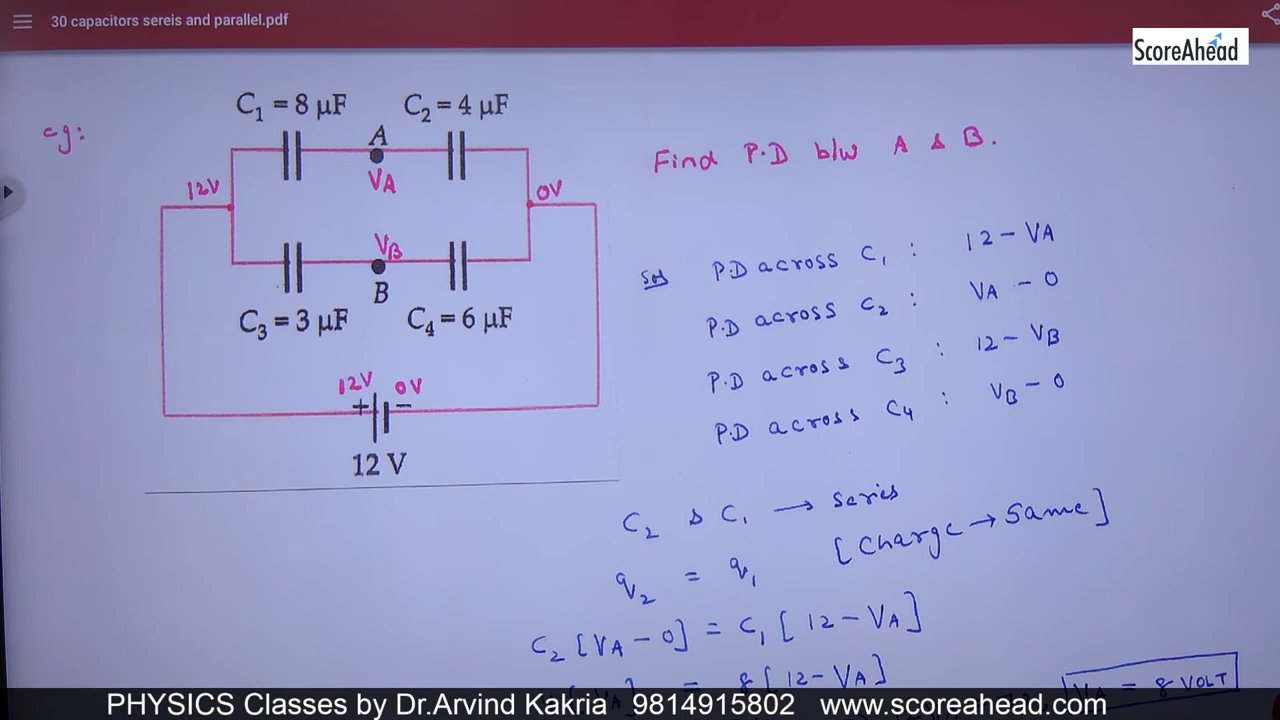 30 capacitors sereis and parallel.pdf
ScoreAhead
eg:
C₁ = 8 μF
C₂ = 4 μF
A
12V
VA
0V
VB
B
C₃ = 3 μF
C₄ = 6 μF
12V
0V
+
−
12 V
Find P.D b/w A & B.
Sol
P.D across C₁ : 12 − VA
P.D across C₂ : VA − 0
P.D across C₃ : 12 − VB
P.D across C₄ : VB − 0
C₂ & C₁ → Series
[Charge → Same]
q₂ = q₁
C₂ [VA − 0] = C₁ [12 − VA]
= 8 [12 − VA]
VA = 8 VOLT
PHYSICS Classes by Dr.Arvind Kakria 9814915802 www.scoreahead.com